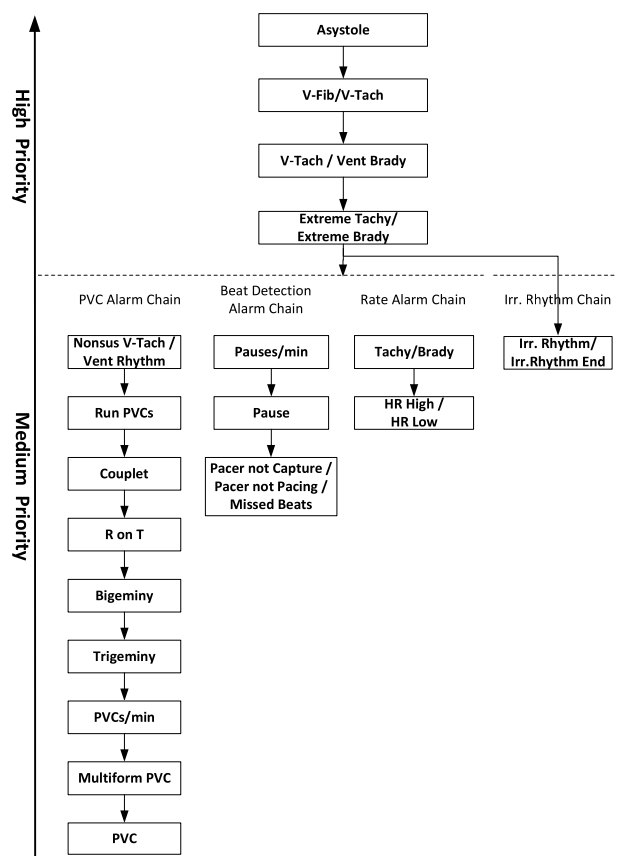 High Priority
Asystole
V-Fib/V-Tach
V-Tach / Vent Brady
Extreme Tachy/
Extreme Brady
Medium Priority
PVC Alarm Chain
Nonsus V-Tach /
Vent Rhythm
Run PVCs
Couplet
R on T
Bigeminy
Trigeminy
PVCs/min
Multiform PVC
PVC
Beat Detection
Alarm Chain
Pauses/min
Pause
Pacer not Capture /
Pacer not Pacing /
Missed Beats
Rate Alarm Chain
Tachy/Brady
HR High /
HR Low
Irr. Rhythm Chain
Irr. Rhythm/
Irr.Rhythm End